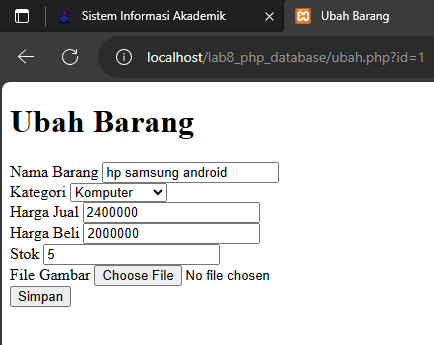 Sistem Informasi Akademik
Ubah Barang
localhost/lab8_php_database/ubah.php?id=1
Ubah Barang
Nama Barang hp samsung android
Kategori Komputer
Harga Jual 2400000
Harga Beli 2000000
Stok 5
File Gambar Choose File No file chosen
Simpan